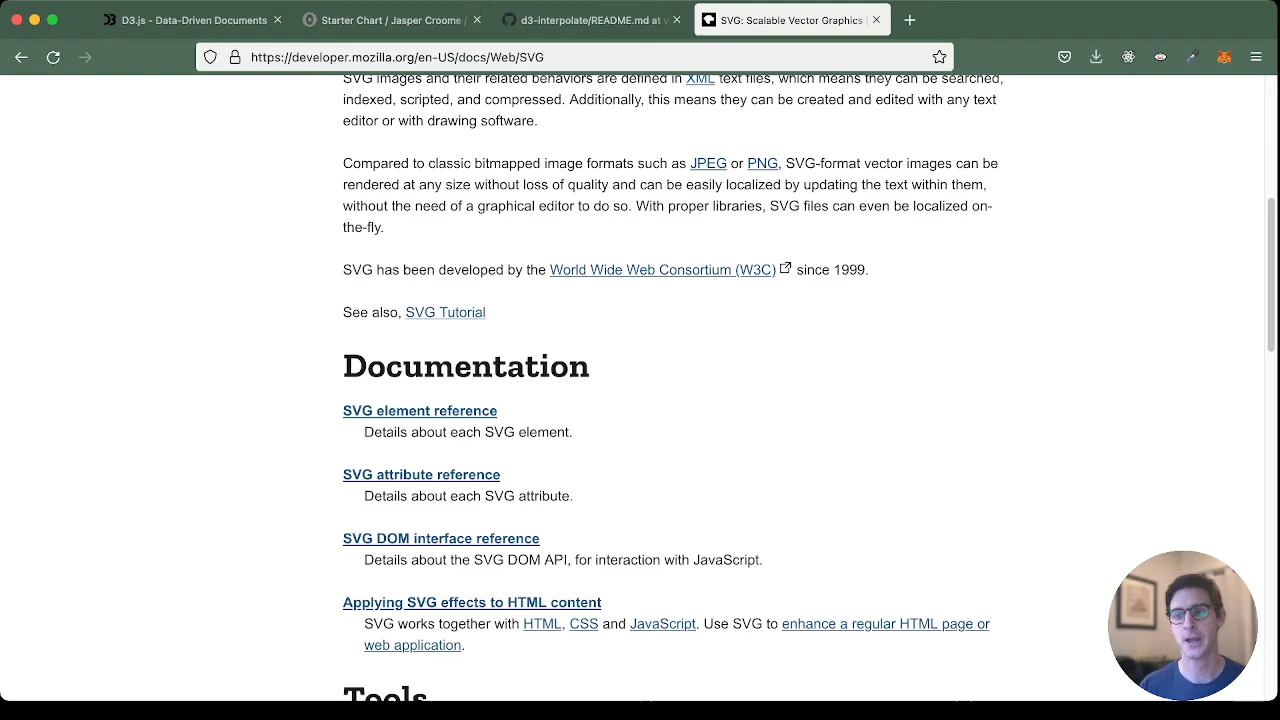 D3.js - Data-Driven Documents
Starter Chart / Jasper Croome /
d3-interpolate/README.md at v
SVG: Scalable Vector Graphics |
https://developer.mozilla.org/en-US/docs/Web/SVG
SVG images and their related behaviors are defined in XML text files, which means they can be searched,
indexed, scripted, and compressed. Additionally, this means they can be created and edited with any text
editor or with drawing software.
Compared to classic bitmapped image formats such as JPEG or PNG, SVG-format vector images can be
rendered at any size without loss of quality and can be easily localized by updating the text within them,
without the need of a graphical editor to do so. With proper libraries, SVG files can even be localized on-
the-fly.
SVG has been developed by the World Wide Web Consortium (W3C) since 1999.
See also, SVG Tutorial
Documentation
SVG element reference
Details about each SVG element.
SVG attribute reference
Details about each SVG attribute.
SVG DOM interface reference
Details about the SVG DOM API, for interaction with JavaScript.
Applying SVG effects to HTML content
SVG works together with HTML, CSS and JavaScript. Use SVG to enhance a regular HTML page or
web application.
Tools